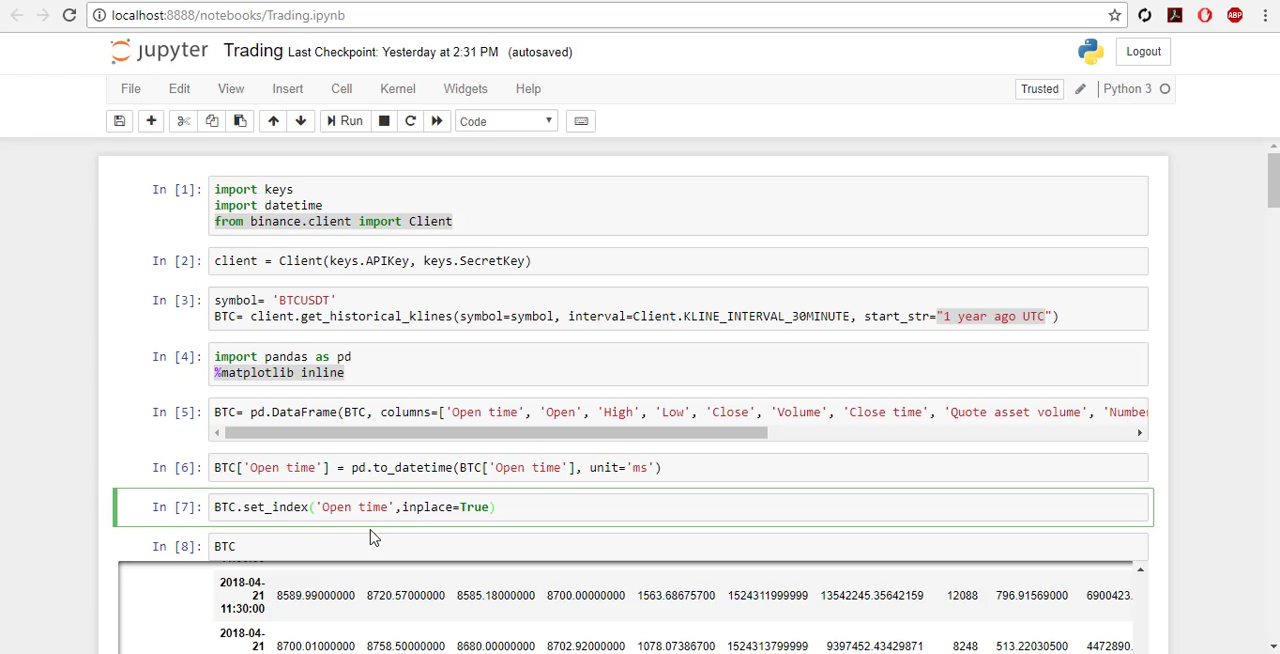 localhost:8888/notebooks/Trading.ipynb
ABP
jupyter Trading Last Checkpoint: Yesterday at 2:31 PM (autosaved) Logout
File Edit View Insert Cell Kernel Widgets Help Trusted Python 3
Run Code
In [1]: import keys
import datetime
from binance.client import Client
In [2]: client = Client(keys.APIKey, keys.SecretKey)
In [3]: symbol= 'BTCUSDT'
BTC= client.get_historical_klines(symbol=symbol, interval=Client.KLINE_INTERVAL_30MINUTE, start_str="1 year ago UTC")
In [4]: import pandas as pd
%matplotlib inline
In [5]: BTC= pd.DataFrame(BTC, columns=['Open time', 'Open', 'High', 'Low', 'Close', 'Volume', 'Close time', 'Quote asset volume', 'Number
In [6]: BTC['Open time'] = pd.to_datetime(BTC['Open time'], unit='ms')
In [7]: BTC.set_index('Open time',inplace=True)
In [8]: BTC
2018-04-
21 8589.99000000 8720.57000000 8585.18000000 8700.00000000 1563.68675700 1524311999999 13542245.35642159 12088 796.91569000 6900423.
11:30:00
2018-04-
21 8700.01000000 8758.50000000 8680.00000000 8702.92000000 1078.07386700 1524313799999 9397452.43429871 8248 513.22030500 4472890.